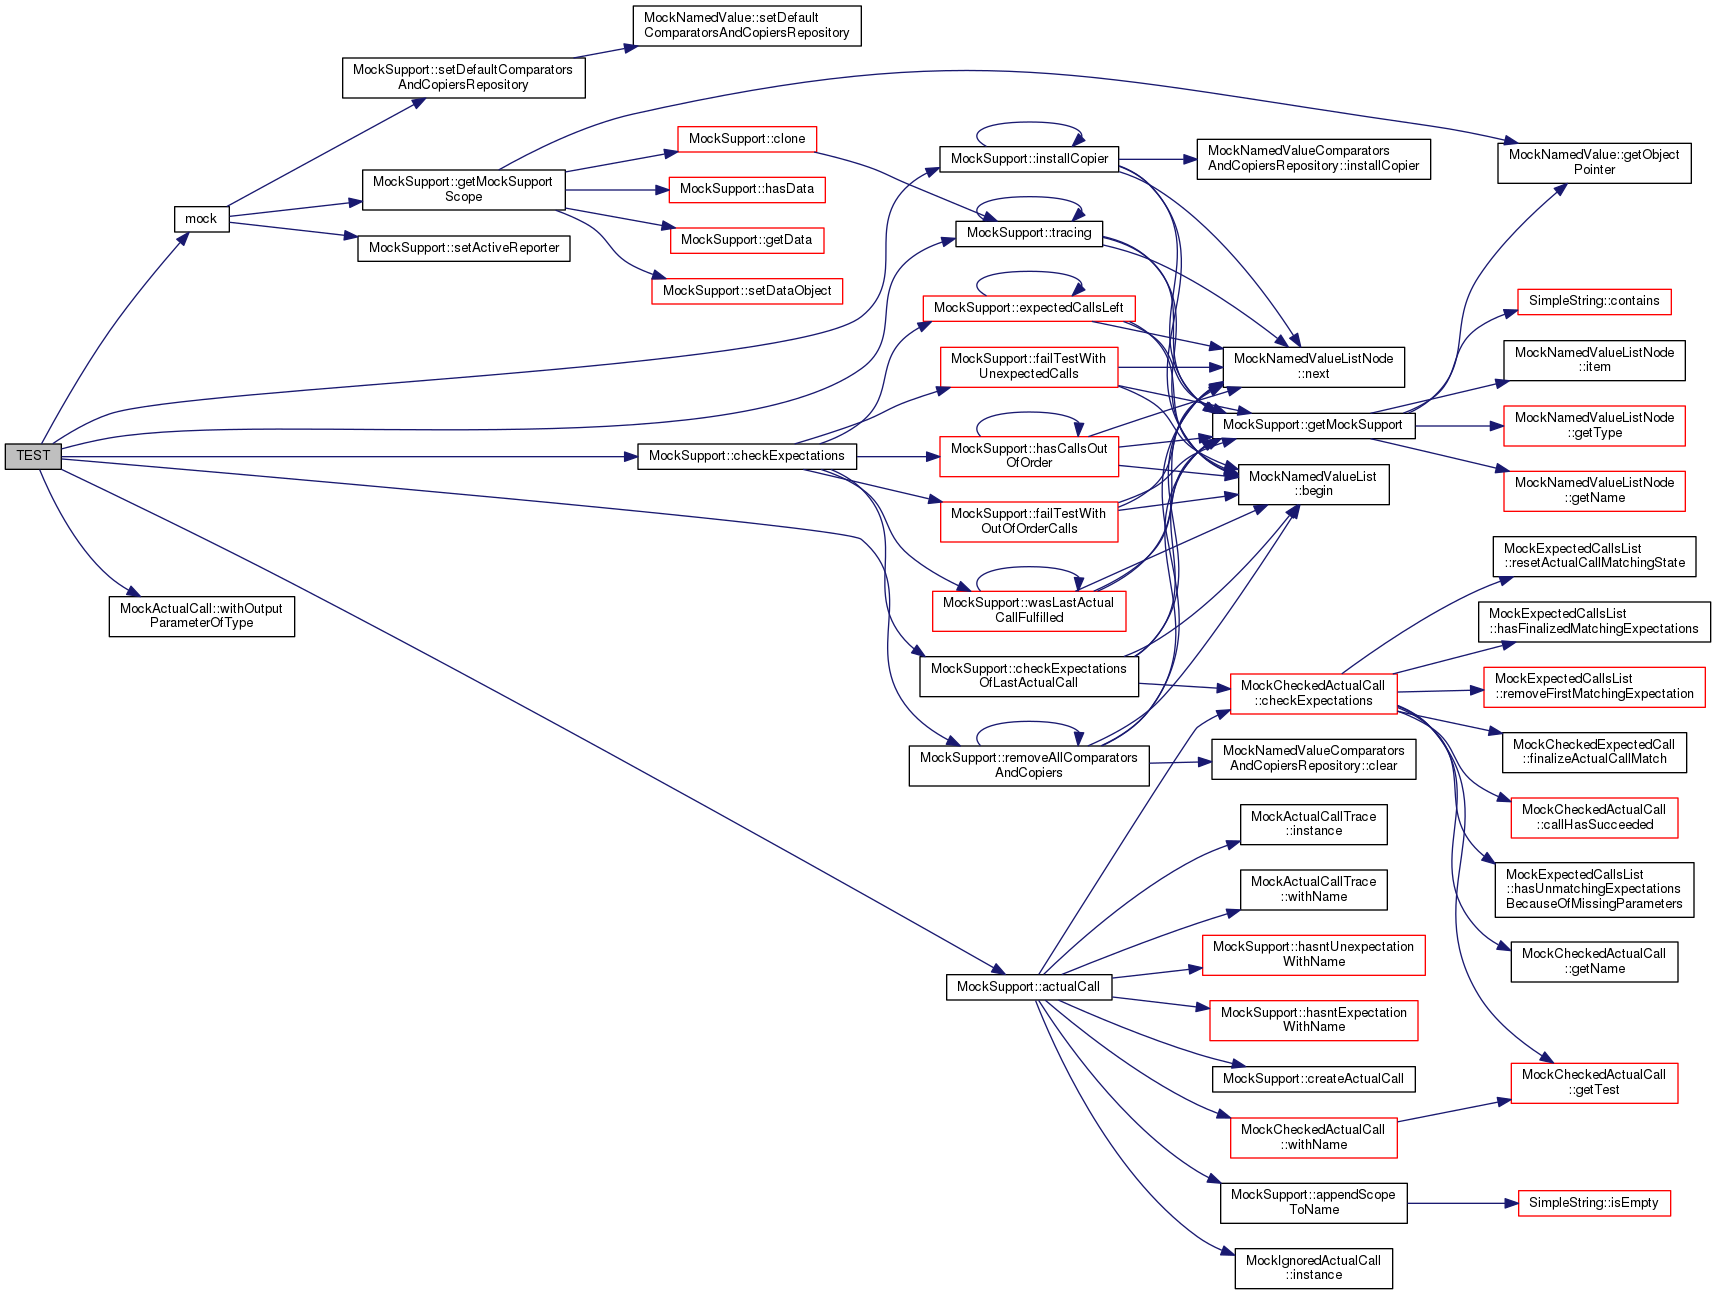 TEST
mock
MockActualCall::withOutput
ParameterOfType
MockSupport::setDefaultComparators
AndCopiersRepository
MockSupport::getMockSupport
Scope
MockSupport::setActiveReporter
MockNamedValue::setDefault
ComparatorsAndCopiersRepository
MockSupport::clone
MockSupport::hasData
MockSupport::getData
MockSupport::setDataObject
MockSupport::checkExpectations
MockSupport::installCopier
MockSupport::tracing
MockSupport::expectedCallsLeft
MockSupport::failTestWith
UnexpectedCalls
MockSupport::hasCallsOut
OfOrder
MockSupport::failTestWith
OutOfOrderCalls
MockSupport::wasLastActual
CallFulfilled
MockSupport::checkExpectations
OfLastActualCall
MockSupport::removeAllComparators
AndCopiers
MockSupport::actualCall
MockNamedValueComparators
AndCopiersRepository::installCopier
MockNamedValueListNode
::next
MockSupport::getMockSupport
MockNamedValueList
::begin
MockCheckedActualCall
::checkExpectations
MockNamedValueComparators
AndCopiersRepository::clear
MockActualCallTrace
::instance
MockActualCallTrace
::withName
MockSupport::hasntUnexpectation
WithName
MockSupport::hasntExpectation
WithName
MockSupport::createActualCall
MockCheckedActualCall
::withName
MockSupport::appendScope
ToName
MockIgnoredActualCall
::instance
MockNamedValue::getObject
Pointer
SimpleString::contains
MockNamedValueListNode
::item
MockNamedValueListNode
::getType
MockNamedValueListNode
::getName
MockExpectedCallsList
::resetActualCallMatchingState
MockExpectedCallsList
::hasFinalizedMatchingExpectations
MockExpectedCallsList
::removeFirstMatchingExpectation
MockCheckedExpectedCall
::finalizeActualCallMatch
MockCheckedActualCall
::callHasSucceeded
MockExpectedCallsList
::hasUnmatchingExpectations
BecauseOfMissingParameters
MockCheckedActualCall
::getName
MockCheckedActualCall
::getTest
SimpleString::isEmpty